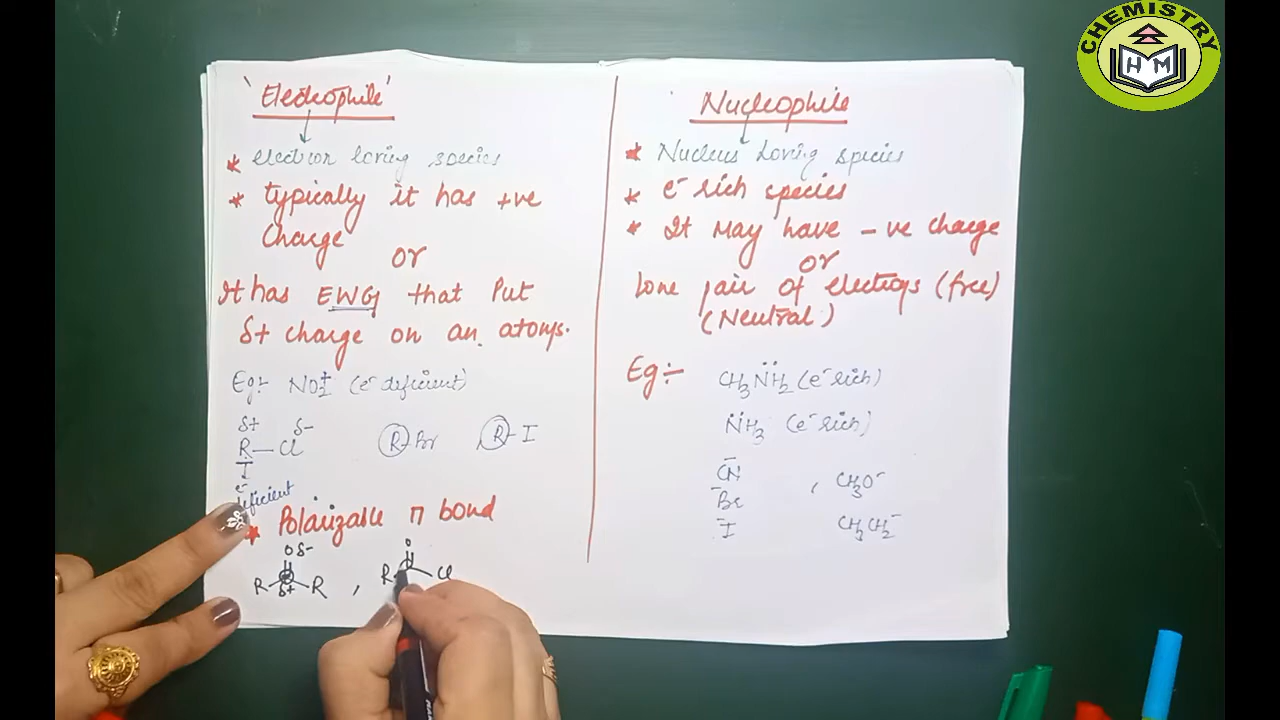 CHEMISTRY
HM
'Electrophile'
* electron loving species
* typically it has +ve
Charge
or
It has EWG that Put
δ+ charge on an atoms.
Eg:- NO2+ (e- deficient)
δ+ δ-
R—Cl R-Br R-I
e-
deficient
* Polarizable π bond
O δ- O
R δ+ R , R Cl
Nucleophile
* Nucleus Loving species
* e- rich species
* It May have -ve charge
or
lone pair of electrons (free)
(Neutral)
Eg:- CH3NH2 (e- rich)
NH3 (e- rich)
C̄N , CH3O-
B̄r
Ī CH3CH2-